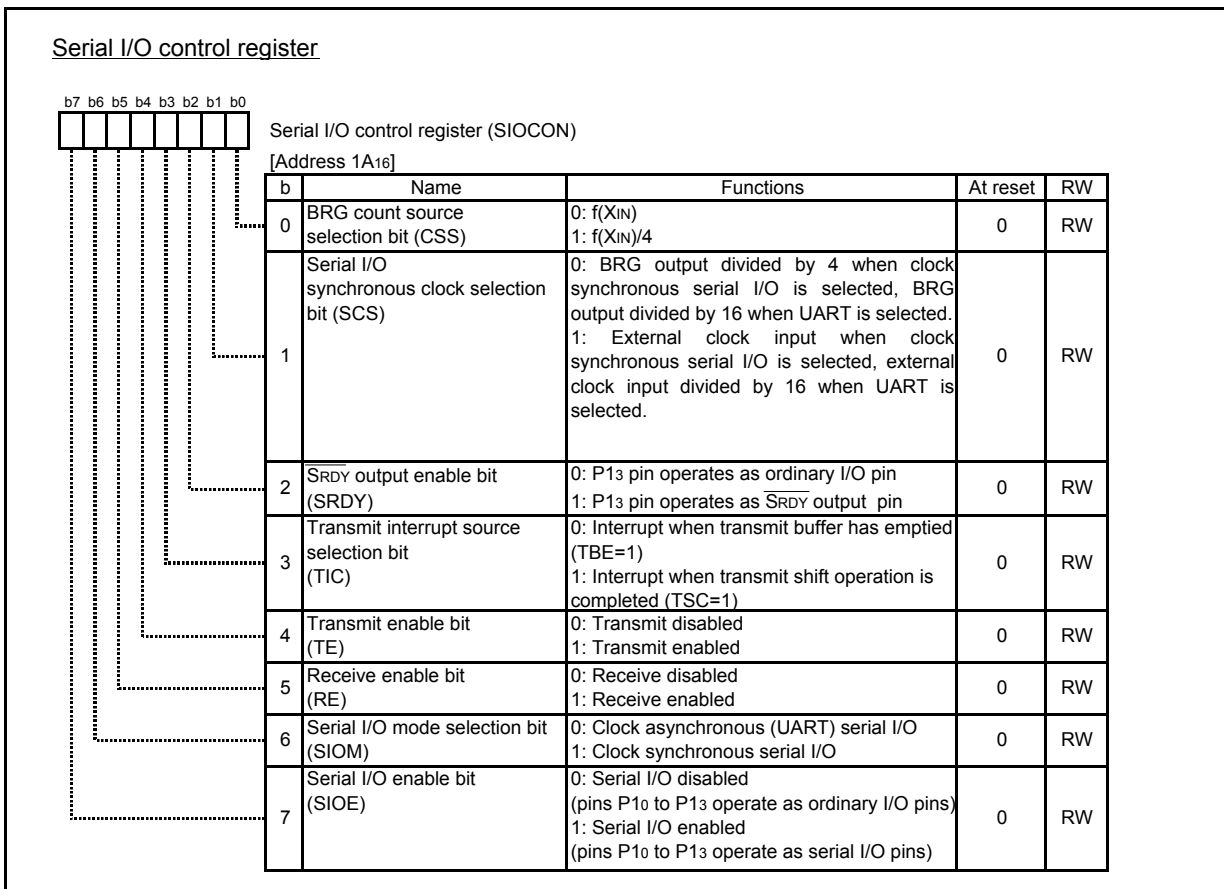 Serial I/O control register
b7 b6 b5 b4 b3 b2 b1 b0
Serial I/O control register (SIOCON)
[Address 1A16]
b Name Functions At reset RW
0 BRG count source selection bit (CSS) 0: f(XIN)
1: f(XIN)/4 0 RW
1 Serial I/O
synchronous clock selection
bit (SCS)
0: BRG output divided by 4 when clock
synchronous serial I/O is selected, BRG
output divided by 16 when UART is selected.
1: External clock input when clock
synchronous serial I/O is selected, external
clock input divided by 16 when UART is
selected.
0 RW
2 SRDY output enable bit
(SRDY)
0: P13 pin operates as ordinary I/O pin
1: P13 pin operates as SRDY output pin
0 RW
3 Transmit interrupt source
selection bit
(TIC)
0: Interrupt when transmit buffer has emptied
(TBE=1)
1: Interrupt when transmit shift operation is
completed (TSC=1)
0 RW
4 Transmit enable bit
(TE)
0: Transmit disabled
1: Transmit enabled
0 RW
5 Receive enable bit
(RE)
0: Receive disabled
1: Receive enabled
0 RW
6 Serial I/O mode selection bit
(SIOM)
0: Clock asynchronous (UART) serial I/O
1: Clock synchronous serial I/O
0 RW
7 Serial I/O enable bit
(SIOE)
0: Serial I/O disabled
(pins P10 to P13 operate as ordinary I/O pins)
1: Serial I/O enabled
(pins P10 to P13 operate as serial I/O pins)
0 RW